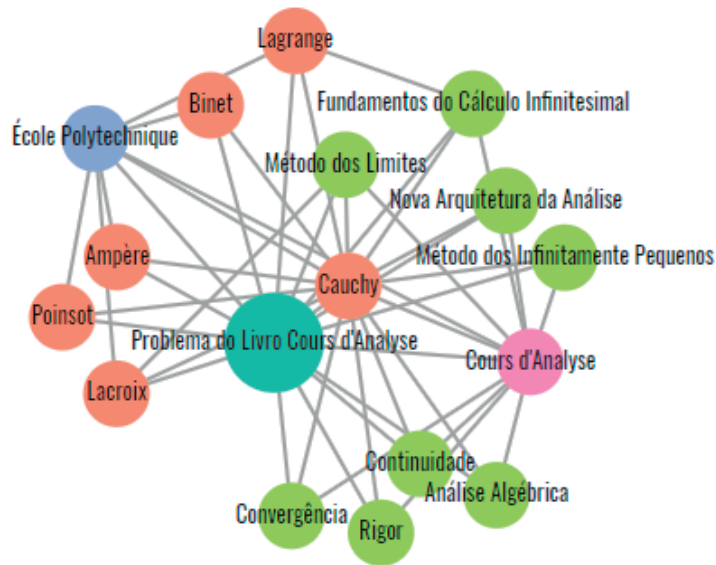 Lagrange
Binet
Fundamentos do Cálculo Infinitesimal
École Polytechnique
Método dos Limites
Nova Arquitetura da Análise
Ampère
Método dos Infinitamente Pequenos
Cauchy
Poinsot
Problema do Livro Cours d'Analyse
Cours d'Analyse
Lacroix
Continuidade
Análise Algébrica
Convergência
Rigor